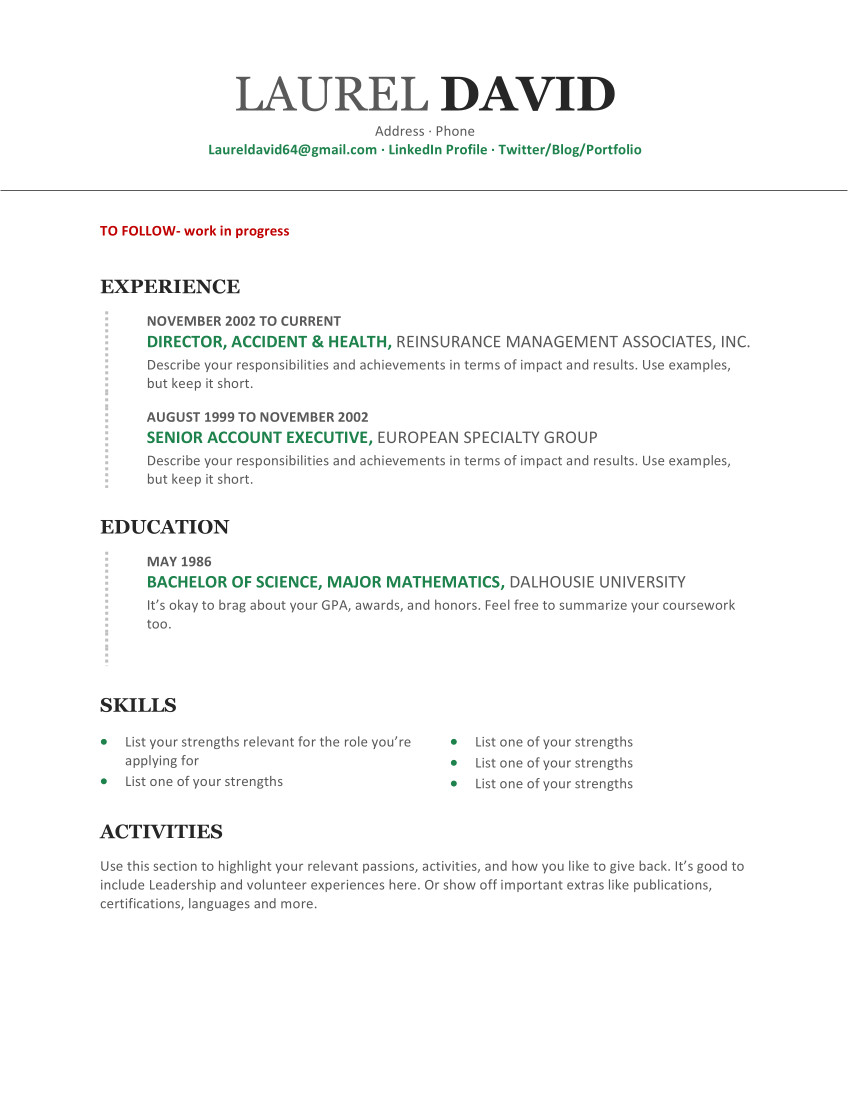 LAUREL DAVID
Address · Phone
Laureldavid64@gmail.com · LinkedIn Profile · Twitter/Blog/Portfolio
TO FOLLOW- work in progress
EXPERIENCE
NOVEMBER 2002 TO CURRENT
DIRECTOR, ACCIDENT & HEALTH, REINSURANCE MANAGEMENT ASSOCIATES, INC.
Describe your responsibilities and achievements in terms of impact and results. Use examples,
but keep it short.
AUGUST 1999 TO NOVEMBER 2002
SENIOR ACCOUNT EXECUTIVE, EUROPEAN SPECIALTY GROUP
Describe your responsibilities and achievements in terms of impact and results. Use examples,
but keep it short.
EDUCATION
MAY 1986
BACHELOR OF SCIENCE, MAJOR MATHEMATICS, DALHOUSIE UNIVERSITY
It’s okay to brag about your GPA, awards, and honors. Feel free to summarize your coursework
too.
SKILLS
• List your strengths relevant for the role you’re
applying for
• List one of your strengths
• List one of your strengths
• List one of your strengths
• List one of your strengths
ACTIVITIES
Use this section to highlight your relevant passions, activities, and how you like to give back. It’s good to
include Leadership and volunteer experiences here. Or show off important extras like publications,
certifications, languages and more.